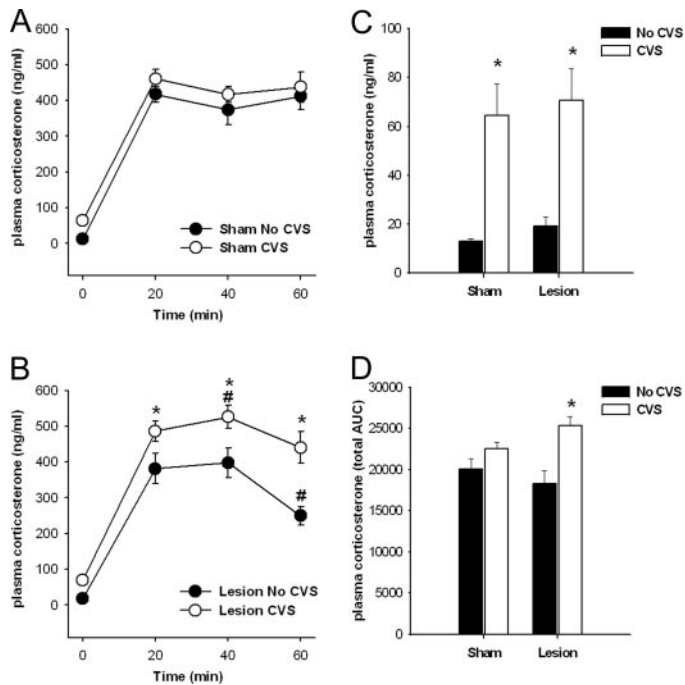 A
plasma corticosterone (ng/ml)
600
500
400
300
200
100
0
Sham No CVS
Sham CVS
0 20 40 60
Time (min)
B
plasma corticosterone (ng/ml)
600
500
400
300
200
100
0
*
*
#
*
#
Lesion No CVS
Lesion CVS
0 20 40 60
Time (min)
C
plasma corticosterone (ng/ml)
100
80
60
40
20
0
No CVS
CVS
*
*
Sham Lesion
D
plasma corticosterone (total AUC)
30000
25000
20000
15000
10000
5000
0
No CVS
CVS
*
Sham Lesion